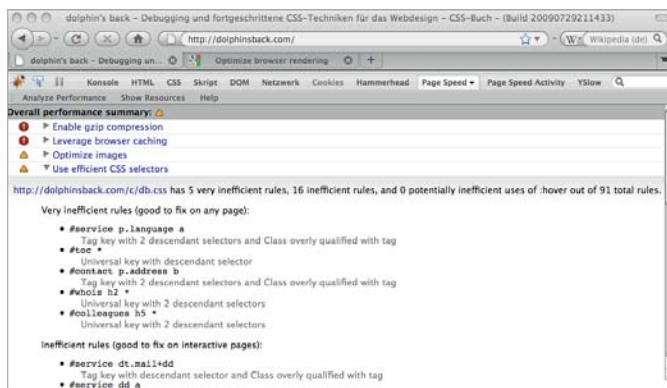 dolphin's back – Debugging und fortgeschrittene CSS-Techniken für das Webdesign – CSS-Buch – (Build 20090729211433)
http://dolphinsback.com/ Wikipedia (de)
dolphin's back – Debugging un... Optimize browser rendering +
Konsole HTML CSS Skript DOM Netzwerk Cookies Hammerhead Page Speed Page Speed Activity YSlow
Analyze Performance Show Resources Help
Overall performance summary:
Enable gzip compression
Leverage browser caching
Optimize images
Use efficient CSS selectors
http://dolphinsback.com/c/db.css has 5 very inefficient rules, 16 inefficient rules, and 0 potentially inefficient uses of :hover out of 91 total rules.
Very inefficient rules (good to fix on any page):
• #service p.language a
Tag key with 2 descendant selectors and Class overly qualified with tag
• #toc *
Universal key with descendant selector
• #contact p.address b
Tag key with 2 descendant selectors and Class overly qualified with tag
• #whois h2 *
Universal key with 2 descendant selectors
• #colleagues h5 *
Universal key with 2 descendant selectors
Inefficient rules (good to fix on interactive pages):
• #service dt.mail+dd
Tag key with descendant selector and Class overly qualified with tag
• #service dd a